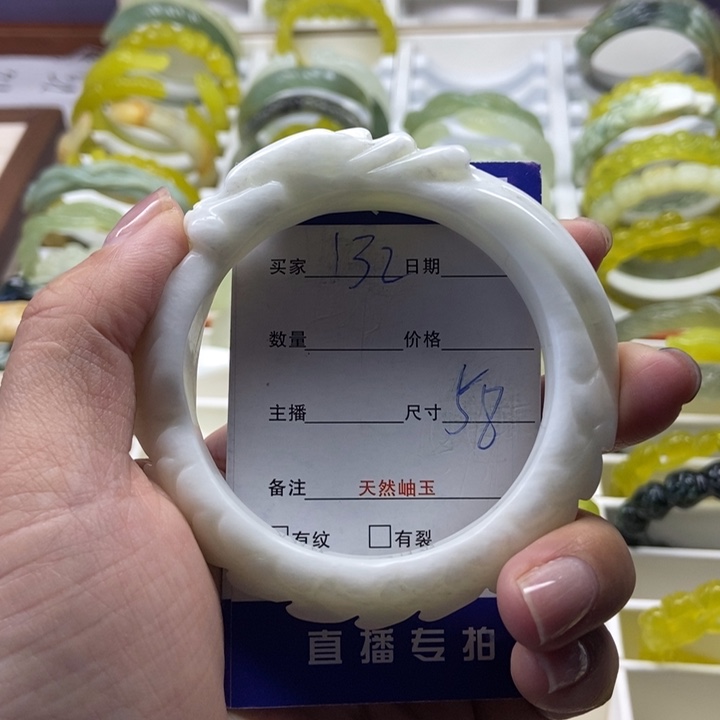 买家 132 日期
数量 价格
主播 尺寸 58
备注 天然岫玉
□有纹 □有裂
直播专拍